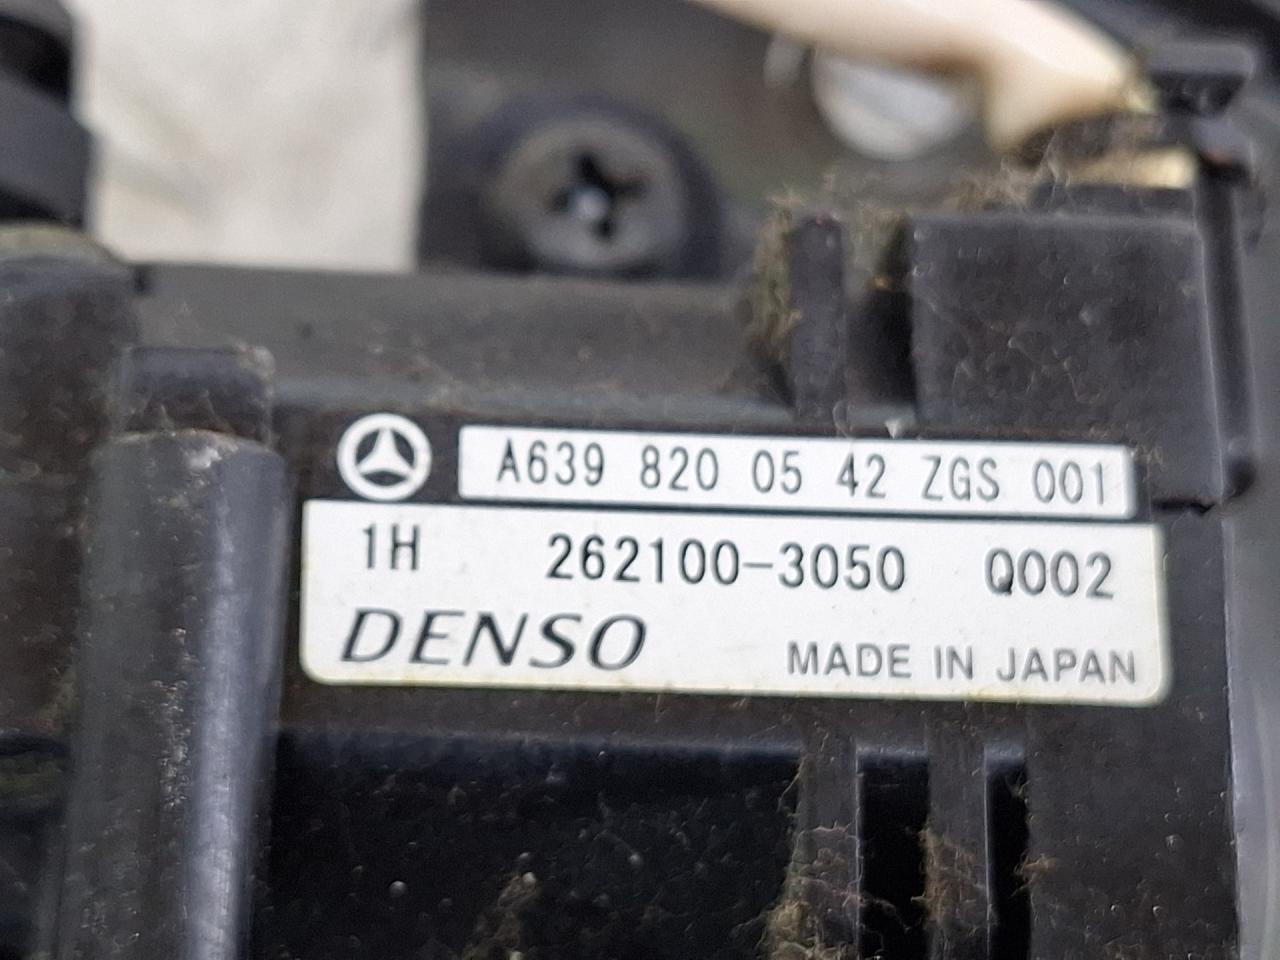 A639 820 05 42 ZGS 001
1H 262100-3050 Q002
DENSO MADE IN JAPAN